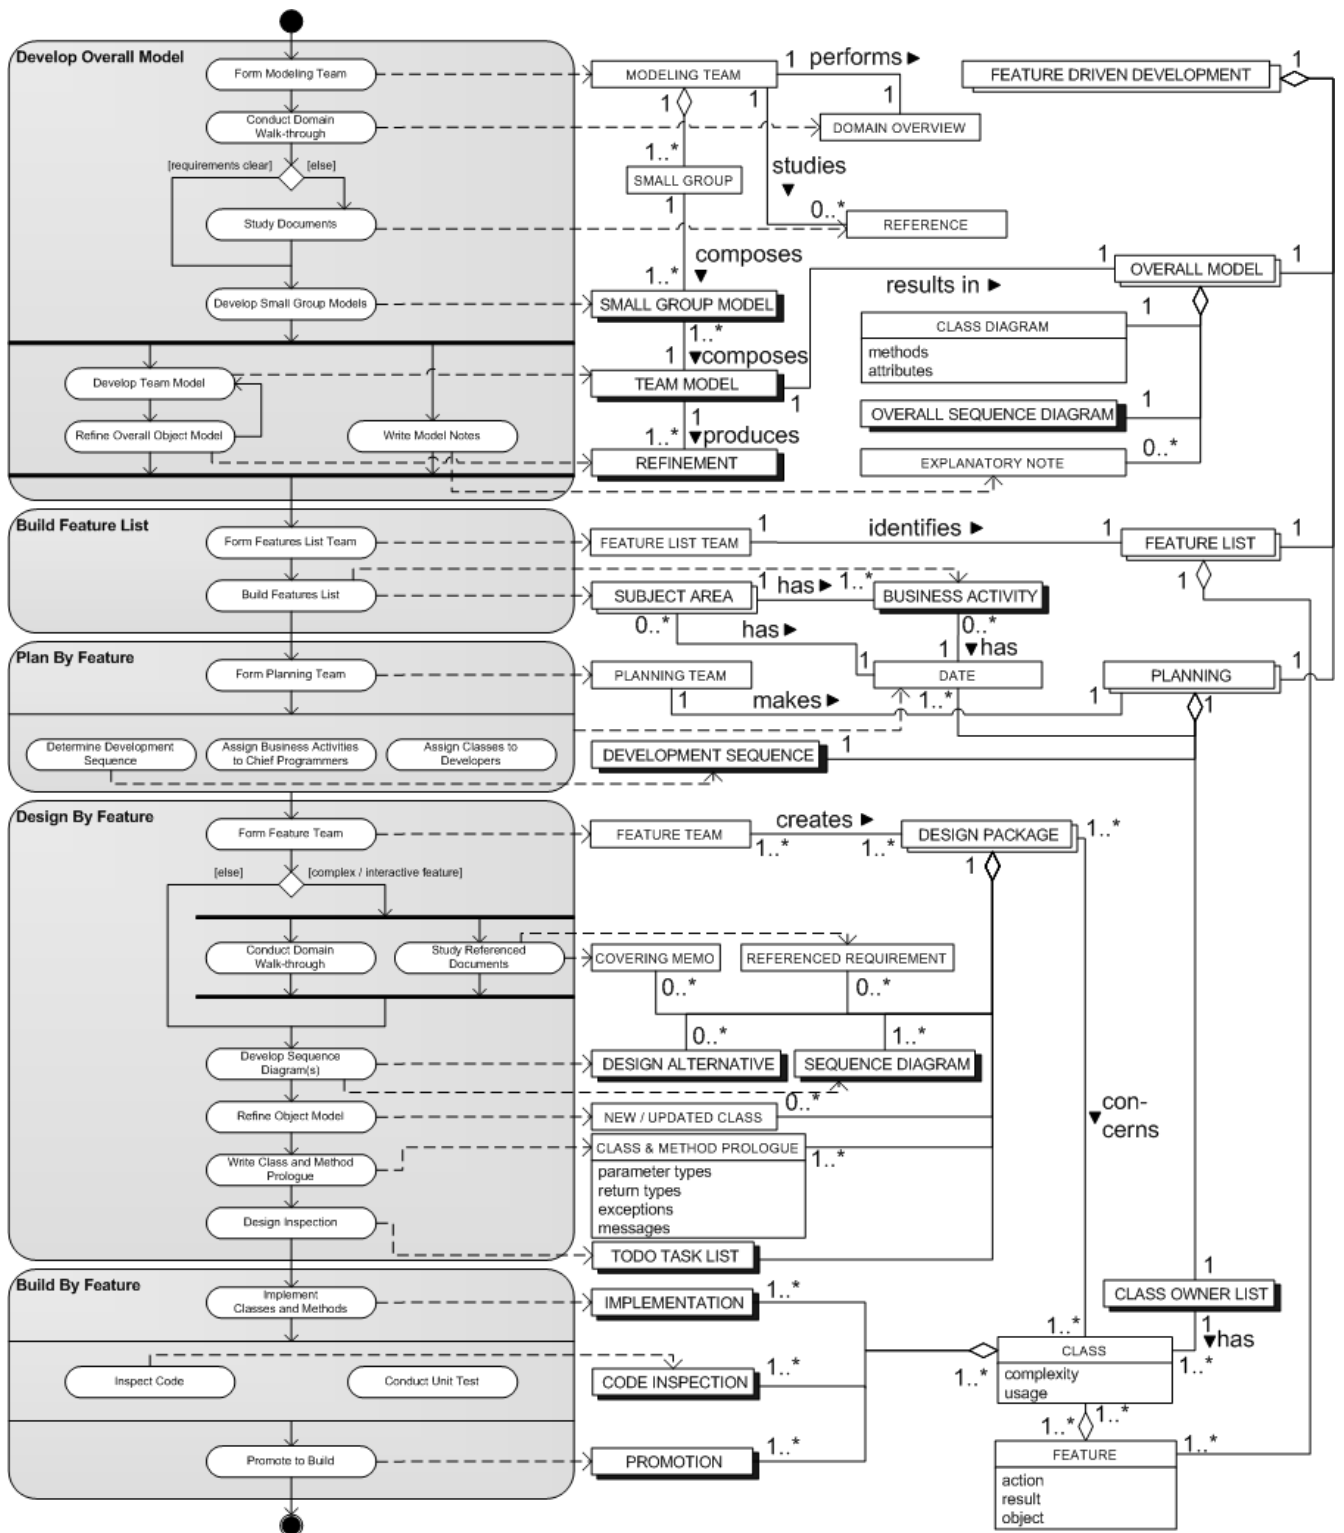 Develop Overall Model
Form Modeling Team
Conduct Domain
Walk-through
[requirements clear]
[else]
Study Documents
Develop Small Group Models
Develop Team Model
Refine Overall Object Model
Write Model Notes
MODELING TEAM
1
performs ►
1
1
1
DOMAIN OVERVIEW
1..*
SMALL GROUP
1
studies
▼
0..*
REFERENCE
composes
▼
1..*
SMALL GROUP MODEL
1..*
1
▼composes
TEAM MODEL
1
1
1..*
▼produces
REFINEMENT
FEATURE DRIVEN DEVELOPMENT
1
1
OVERALL MODEL
1
results in ►
CLASS DIAGRAM
methods
attributes
1
OVERALL SEQUENCE DIAGRAM
1
EXPLANATORY NOTE
0..*
Build Feature List
Form Features List Team
Build Features List
FEATURE LIST TEAM
1
identifies ►
1
FEATURE LIST
1
1
SUBJECT AREA
1
has ►
1..*
BUSINESS ACTIVITY
0..*
has ►
1
0..*
1
▼has
Plan By Feature
Form Planning Team
Determine Development
Sequence
Assign Business Activities
to Chief Programmers
Assign Classes to
Developers
PLANNING TEAM
1
makes ►
1
DATE
1..*
PLANNING
1
1
DEVELOPMENT SEQUENCE
1
Design By Feature
Form Feature Team
[else]
[complex / interactive feature]
Conduct Domain
Walk-through
Study Referenced
Documents
Develop Sequence
Diagram(s)
Refine Object Model
Write Class and Method
Prologue
Design Inspection
FEATURE TEAM
1..*
creates ►
1..*
DESIGN PACKAGE
1..*
1
COVERING MEMO
0..*
REFERENCED REQUIREMENT
0..*
0..*
DESIGN ALTERNATIVE
1..*
SEQUENCE DIAGRAM
0..*
NEW / UPDATED CLASS
CLASS & METHOD PROLOGUE
1..*
parameter types
return types
exceptions
messages
TODO TASK LIST
▼con-
cerns
Build By Feature
Implement
Classes and Methods
Inspect Code
Conduct Unit Test
Promote to Build
IMPLEMENTATION
1..*
CODE INSPECTION
1..*
PROMOTION
1..*
1
CLASS OWNER LIST
1
▼has
1..*
1..*
CLASS
1..*
complexity
usage
1..*
1..*
FEATURE
1..*
action
result
object